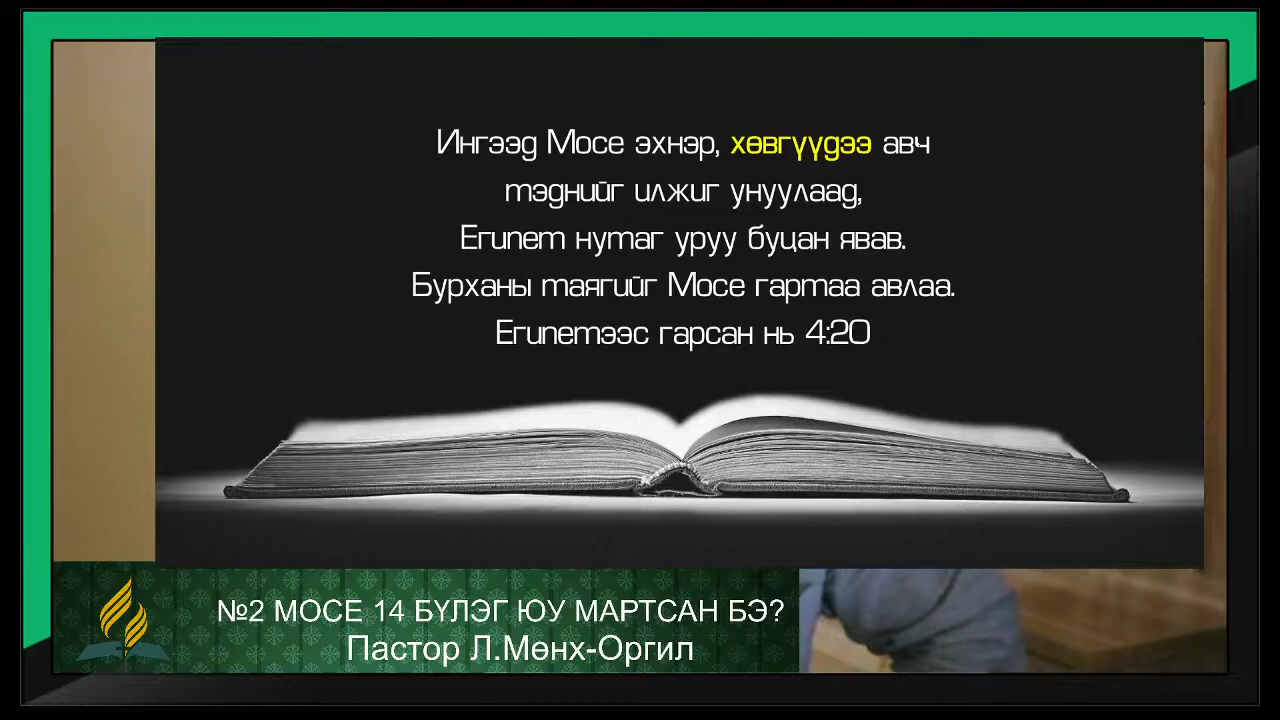 Ингээд Мосе эхнэр, хөвгүүдээ авч
тэднийг илжиг унуулаад,
Египет нутаг уруу буцан явав.
Бурханы таягийг Мосе гартаа авлаа.
Египетээс гарсан нь 4:20
№2 МОСЕ 14 БҮЛЭГ ЮУ МАРТСАН БЭ?
Пастор Л.Мөнх-Оргил